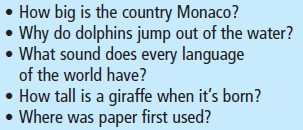 • How big is the country Monaco?
• Why do dolphins jump out of the water?
• What sound does every language
of the world have?
• How tall is a giraffe when it's born?
• Where was paper first used?